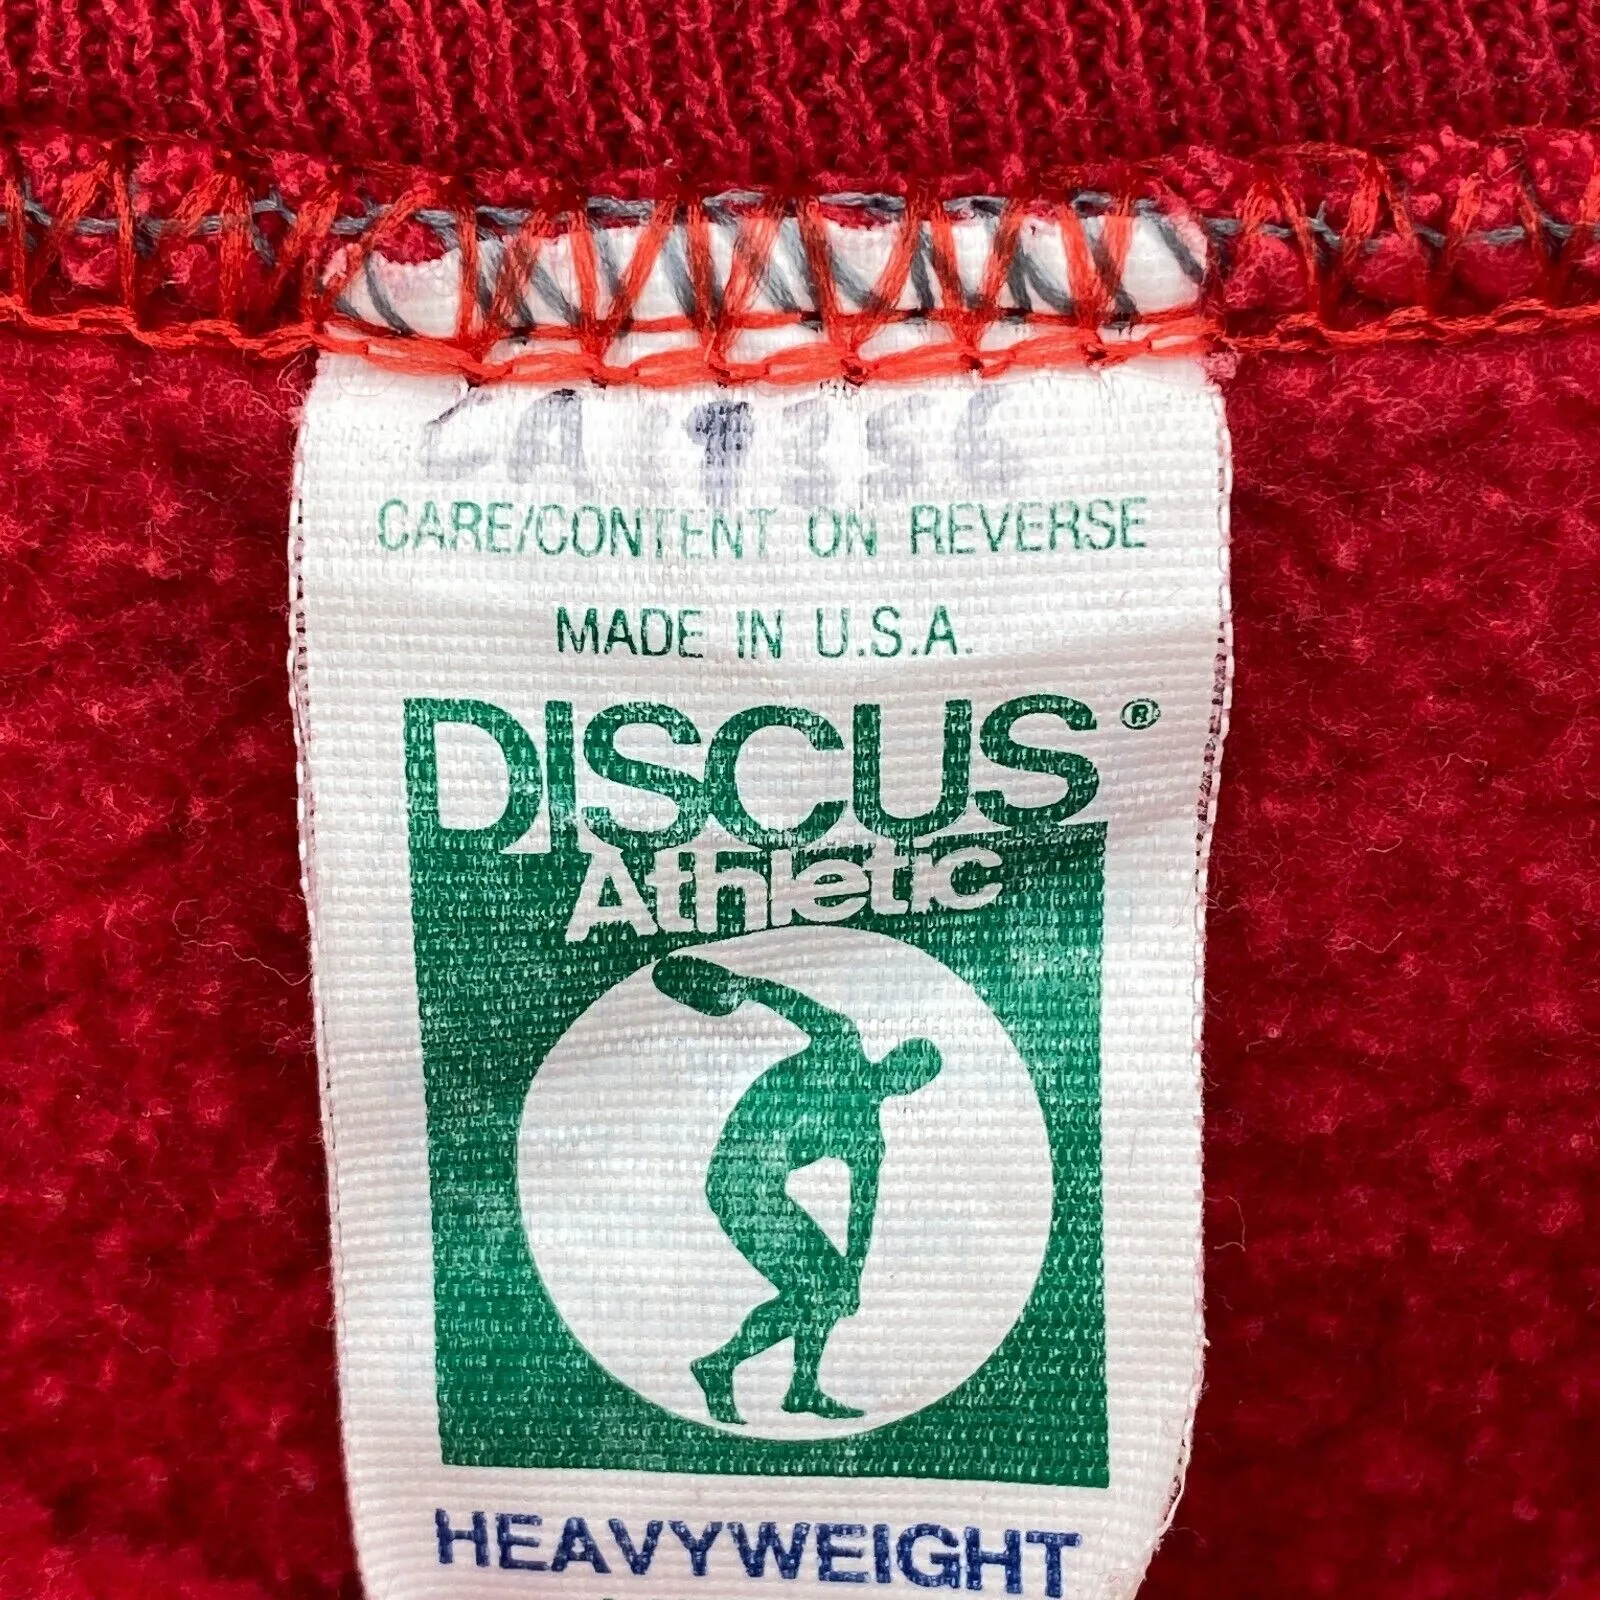 CARE/CONTENT ON REVERSE
MADE IN U.S.A.
DISCUS®
Athletic
HEAVYWEIGHT